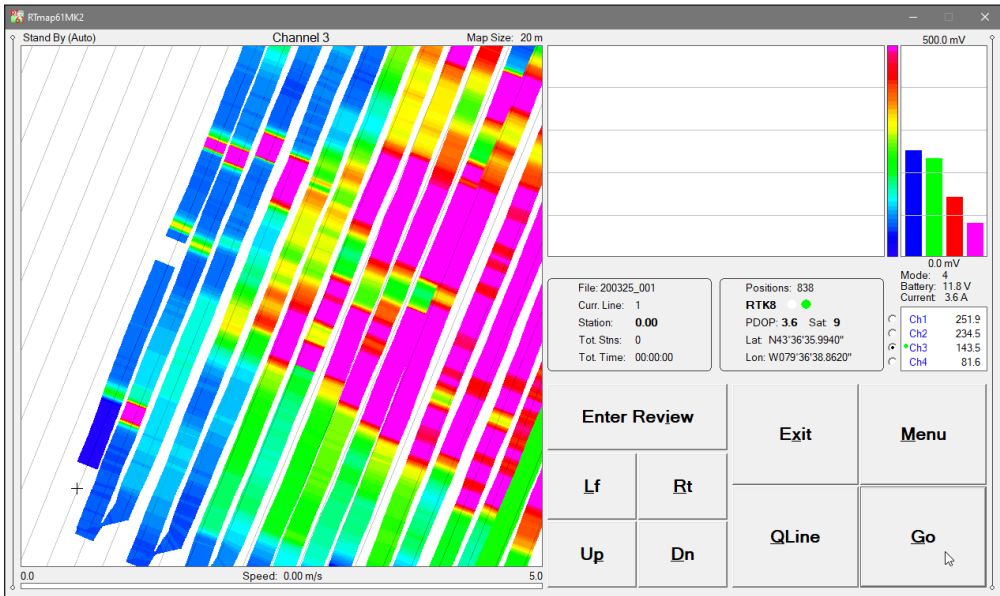 RTmap61MK2
Stand By (Auto) Channel 3 Map Size: 20 m
500.0 mV
0.0 mV
Mode: 4
Battery: 11.8 V
Current: 3.6 A
File: 200325_001
Curr. Line: 1
Station: 0.00
Tot. Stns: 0
Tot. Time: 00:00:00
Positions: 838
RTK8
PDOP: 3.6 Sat: 9
Lat: N43°36'35.9940"
Lon: W079°36'38.8620"
Ch1 251.9
Ch2 234.5
Ch3 143.5
Ch4 81.6
Enter Review
Exit
Menu
Lf
Rt
Up
Dn
QLine
Go
0.0 Speed: 0.00 m/s 5.0